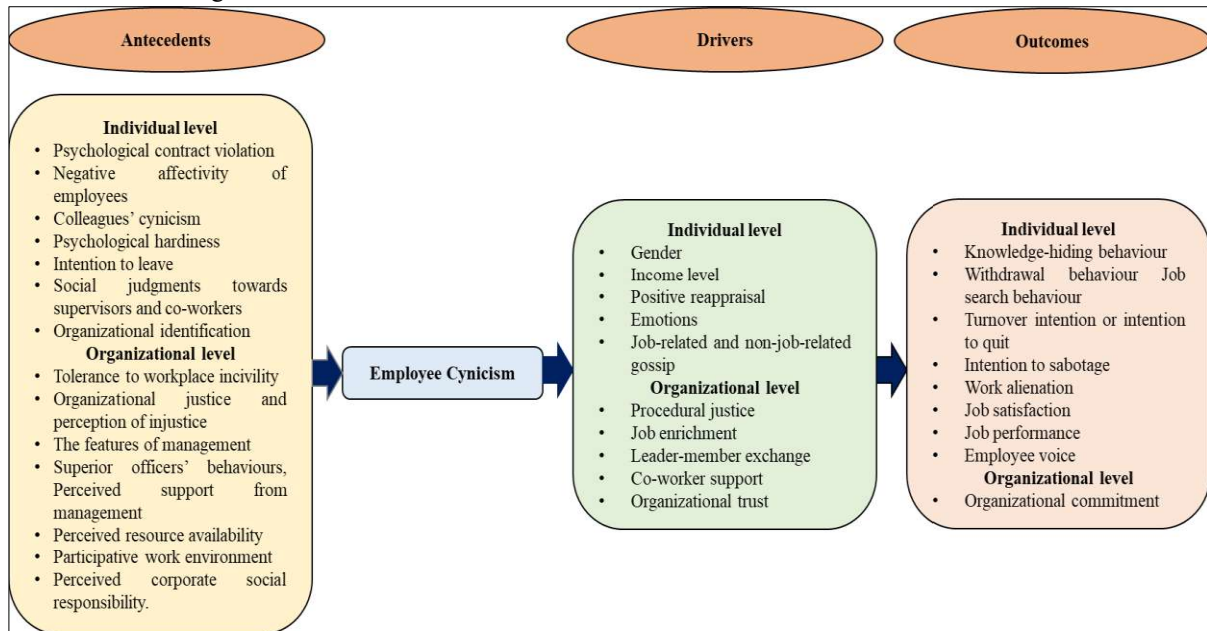 Antecedents
Drivers
Outcomes
Individual level
• Psychological contract violation
• Negative affectivity of
employees
• Colleagues’ cynicism
• Psychological hardiness
• Intention to leave
• Social judgments towards
supervisors and co-workers
• Organizational identification
Organizational level
• Tolerance to workplace incivility
• Organizational justice and
perception of injustice
• The features of management
• Superior officers’ behaviours,
Perceived support from
management
• Perceived resource availability
• Participative work environment
• Perceived corporate social
responsibility.
Employee Cynicism
Individual level
• Gender
• Income level
• Positive reappraisal
• Emotions
• Job-related and non-job-related
gossip
Organizational level
• Procedural justice
• Job enrichment
• Leader-member exchange
• Co-worker support
• Organizational trust
Individual level
• Knowledge-hiding behaviour
• Withdrawal behaviour Job
search behaviour
• Turnover intention or intention
to quit
• Intention to sabotage
• Work alienation
• Job satisfaction
• Job performance
• Employee voice
Organizational level
• Organizational commitment